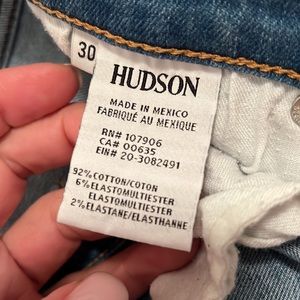 30
HUDSON
MADE IN MEXICO
FABRIQUÉ AU MEXIQUE
RN# 107906
CA# 00635
EIN# 20-3082491
92% COTTON/COTON
6% ELASTOMULTIESTER
ELASTOMULTIESTER
2% ELASTANE/ELASTHANNE